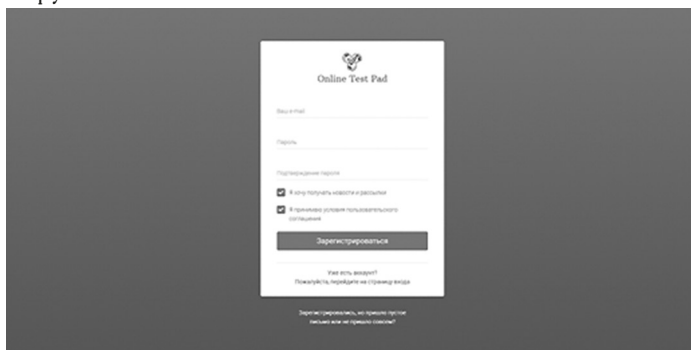 Online Test Pad
Ваш e-mail
Пароль
Подтверждение пароля
Я хочу получать новости и рассылки
Я принимаю условия пользовательского
соглашения
Зарегистрироваться
Уже есть аккаунт?
Пожалуйста, перейдите на страницу входа
Зарегистрировались, но пришло пустое
письмо или не пришло совсем?